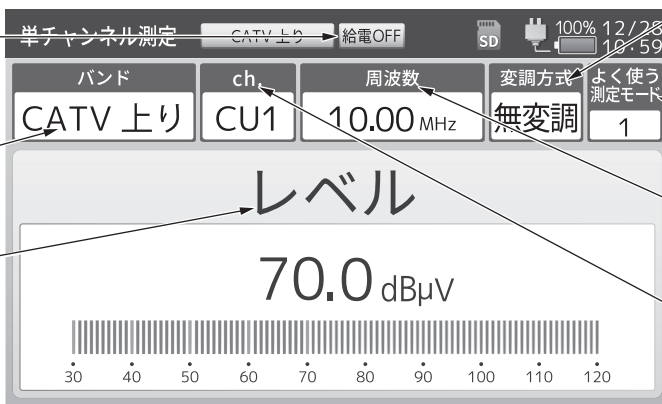 単チャンネル測定 CATV 上り 給電OFF SD 100% 12/28
10:59
バンド ch. 周波数 変調方式 よく使う
測定モード
CATV 上り CU1 10.00 MHz 無変調 1
レベル
70.0 dBμV
30 40 50 60 70 80 90 100 110 120